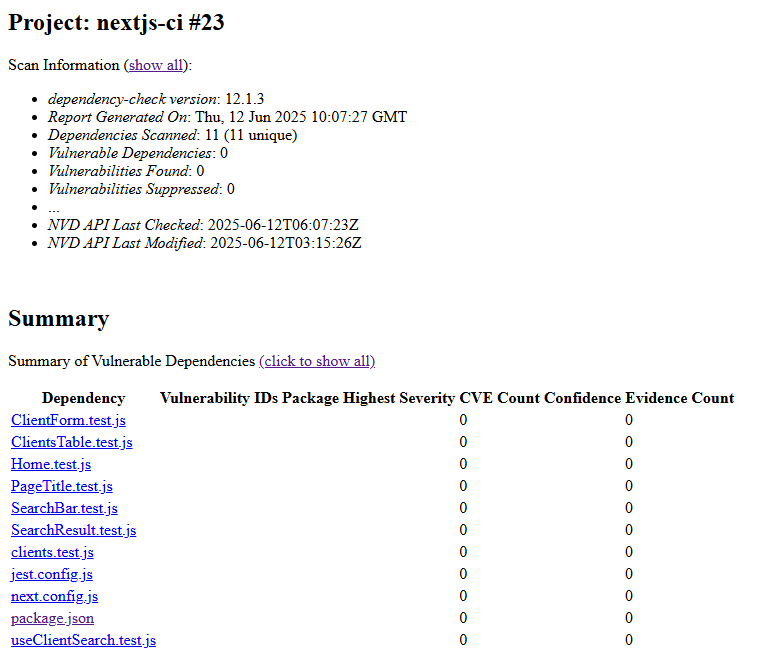 Project: nextjs-ci #23
Scan Information (show all):
dependency-check version: 12.1.3
Report Generated On: Thu, 12 Jun 2025 10:07:27 GMT
Dependencies Scanned: 11 (11 unique)
Vulnerable Dependencies: 0
Vulnerabilities Found: 0
Vulnerabilities Suppressed: 0
...
NVD API Last Checked: 2025-06-12T06:07:23Z
NVD API Last Modified: 2025-06-12T03:15:26Z
Summary
Summary of Vulnerable Dependencies (click to show all)
Dependency Vulnerability IDs Package Highest Severity CVE Count Confidence Evidence Count
ClientForm.test.js 0 0
ClientsTable.test.js 0 0
Home.test.js 0 0
PageTitle.test.js 0 0
SearchBar.test.js 0 0
SearchResult.test.js 0 0
clients.test.js 0 0
jest.config.js 0 0
next.config.js 0 0
package.json 0 0
useClientSearch.test.js 0 0